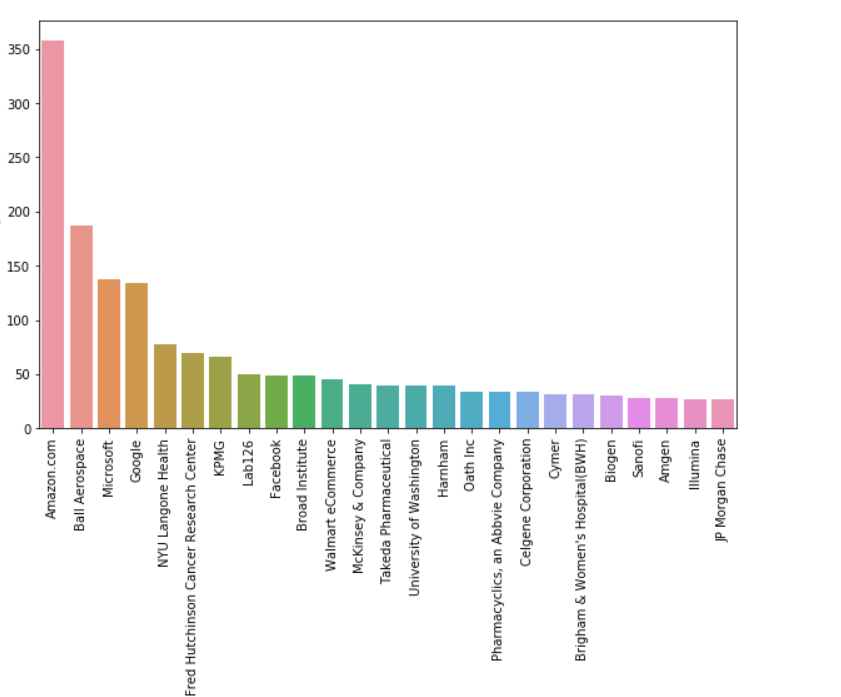 350
300
250
200
150
100
50
0
Amazon.com
Ball Aerospace
Microsoft
Google
NYU Langone Health
Fred Hutchinson Cancer Research Center
KPMG
Lab126
Facebook
Broad Institute
Walmart eCommerce
McKinsey & Company
Takeda Pharmaceutical
University of Washington
Harnham
Oath Inc
Pharmacyclics, an Abbvie Company
Celgene Corporation
Cymer
Brigham & Women's Hospital(BWH)
Biogen
Sanofi
Amgen
Illumina
JP Morgan Chase